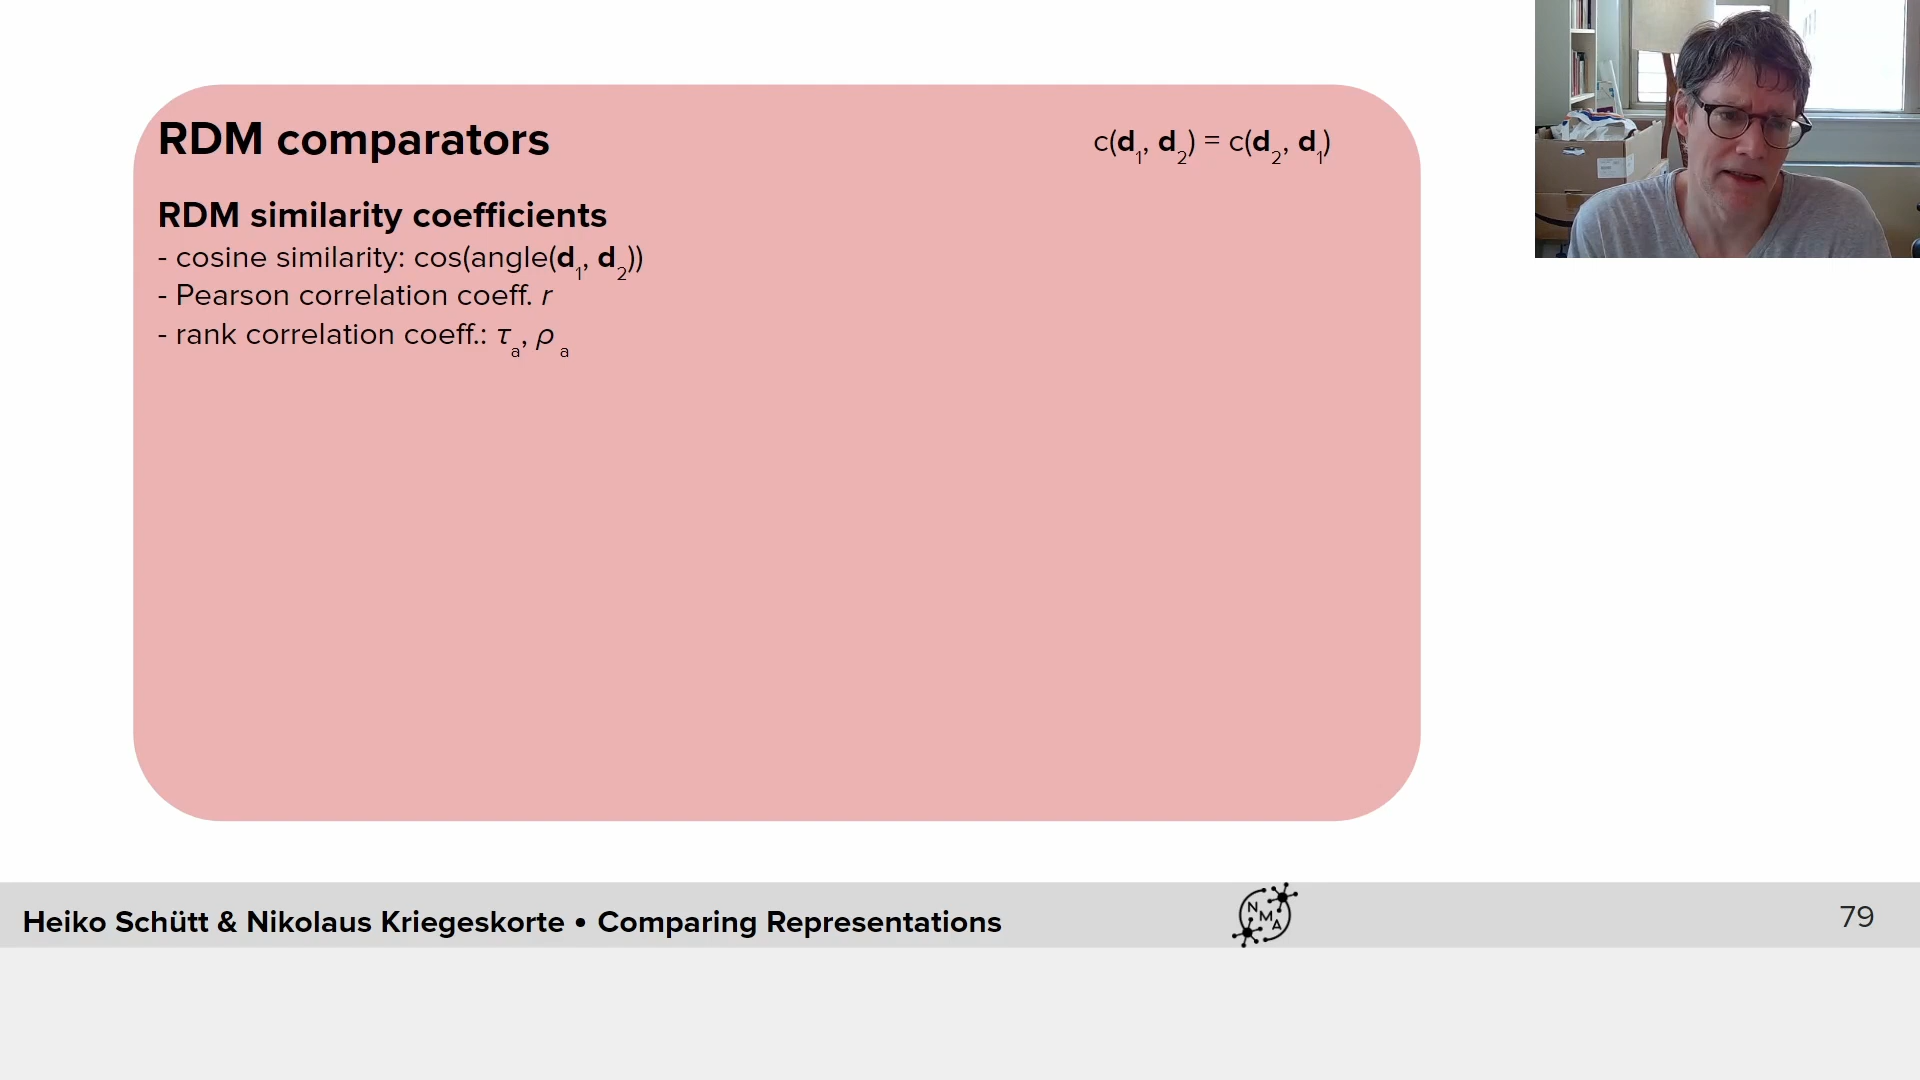 RDM comparators
c(d1, d2) = c(d2, d1)
RDM similarity coefficients
- cosine similarity: cos(angle(d1, d2))
- Pearson correlation coeff. r
- rank correlation coeff.: τa, ρa
Heiko Schütt & Nikolaus Kriegeskorte • Comparing Representations
N M A
79